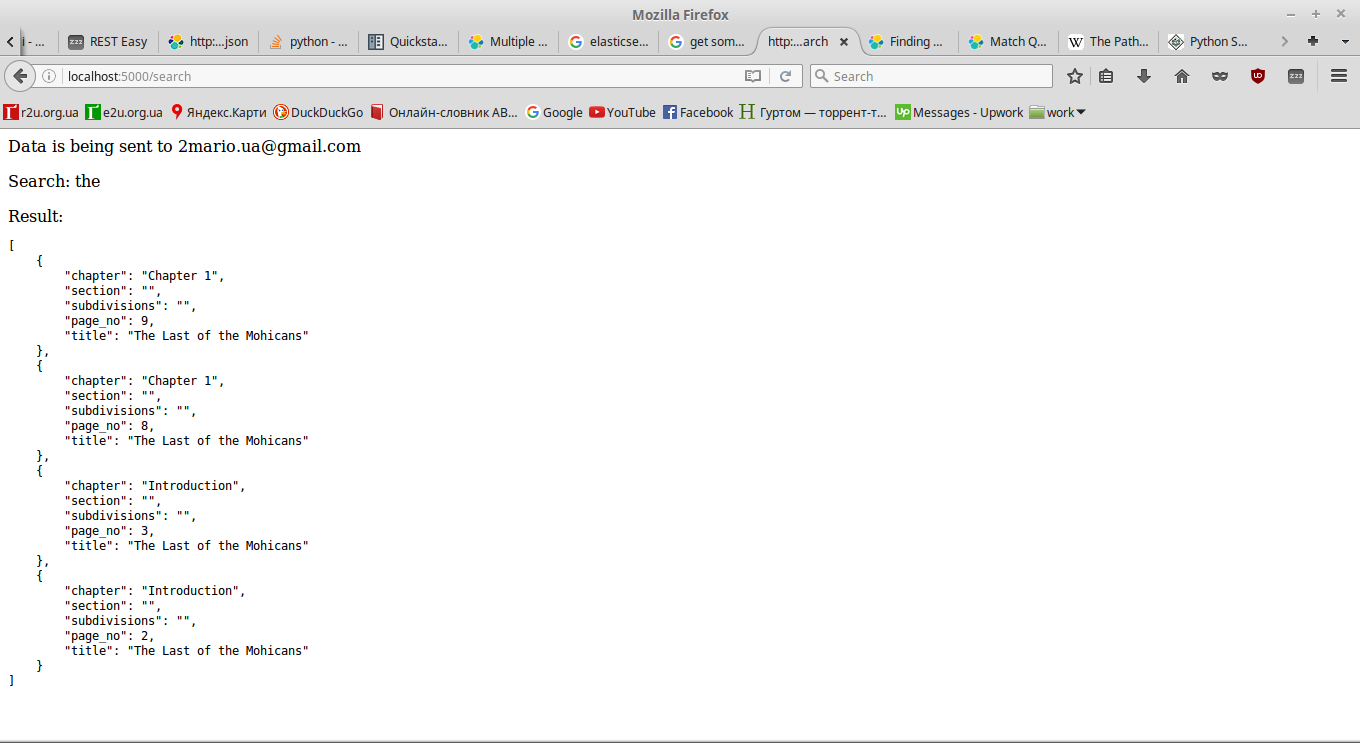 Mozilla Firefox
i - ...
REST Easy
http:...json
python - ...
Quicksta...
Multiple ...
elasticse...
get som...
http:...arch
Finding ...
Match Q...
W The Path...
Python S...
localhost:5000/search
Search
r2u.org.ua
e2u.org.ua
Яндекс.Карти
DuckDuckGo
Онлайн-словник AB...
Google
YouTube
Facebook
Гуртом — торрент-т...
Up Messages - Upwork
work
Data is being sent to 2mario.ua@gmail.com
Search: the
Result:
[
    {
        "chapter": "Chapter 1",
        "section": "",
        "subdivisions": "",
        "page_no": 9,
        "title": "The Last of the Mohicans"
    },
    {
        "chapter": "Chapter 1",
        "section": "",
        "subdivisions": "",
        "page_no": 8,
        "title": "The Last of the Mohicans"
    },
    {
        "chapter": "Introduction",
        "section": "",
        "subdivisions": "",
        "page_no": 3,
        "title": "The Last of the Mohicans"
    },
    {
        "chapter": "Introduction",
        "section": "",
        "subdivisions": "",
        "page_no": 2,
        "title": "The Last of the Mohicans"
    }
]